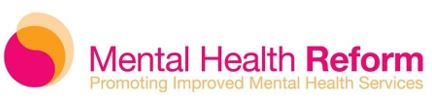 Mental Health Reform
Promoting Improved Mental Health Services